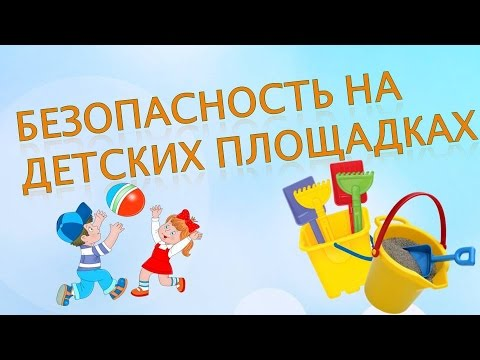 БЕЗОПАСНОСТЬ НА
ДЕТСКИХ ПЛОЩАДКАХ